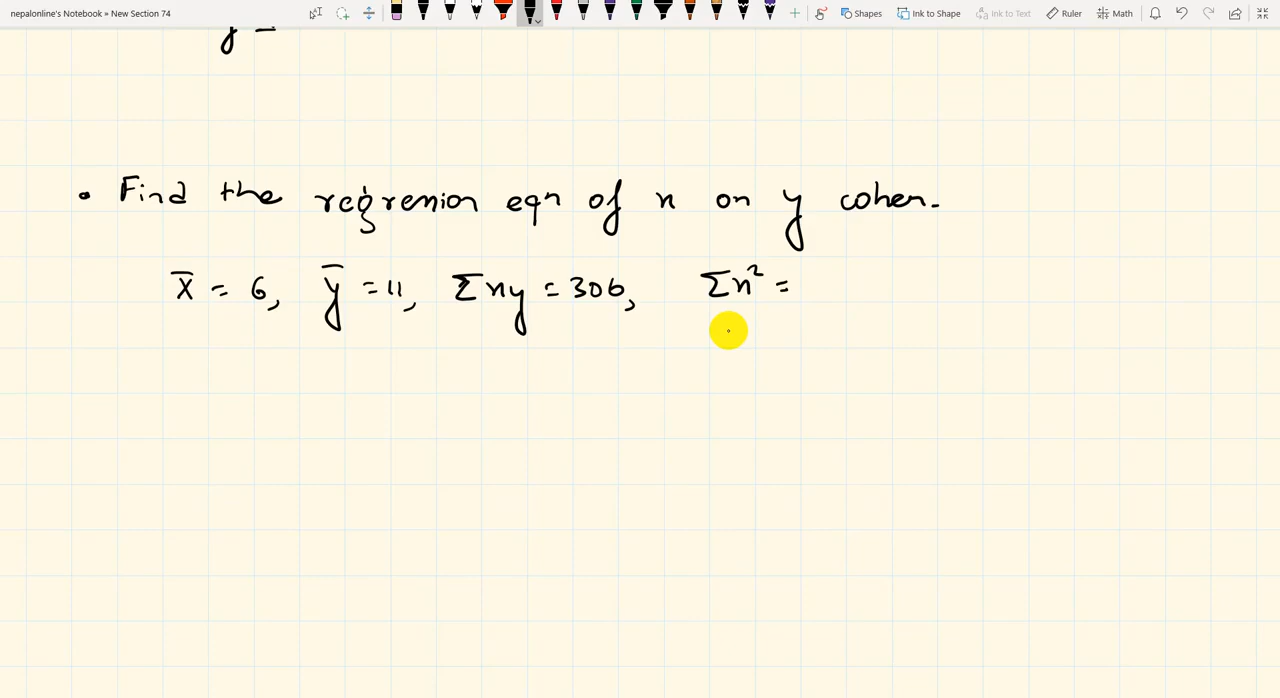 nepalonline's Notebook » New Section 74
Shapes Ink to Shape Ink to Text Ruler Math
y =
• Find the regression eqn of x on y when.
X̄ = 6, ȳ = 11, Σxy = 306, Σx² =